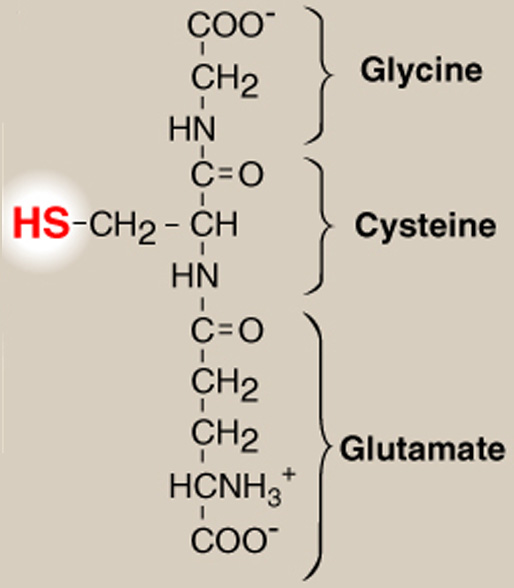 COO⁻
CH₂ Glycine
HN
C=O
HS-CH₂-CH Cysteine
HN
C=O
CH₂
CH₂ Glutamate
HCNH₃⁺
COO⁻